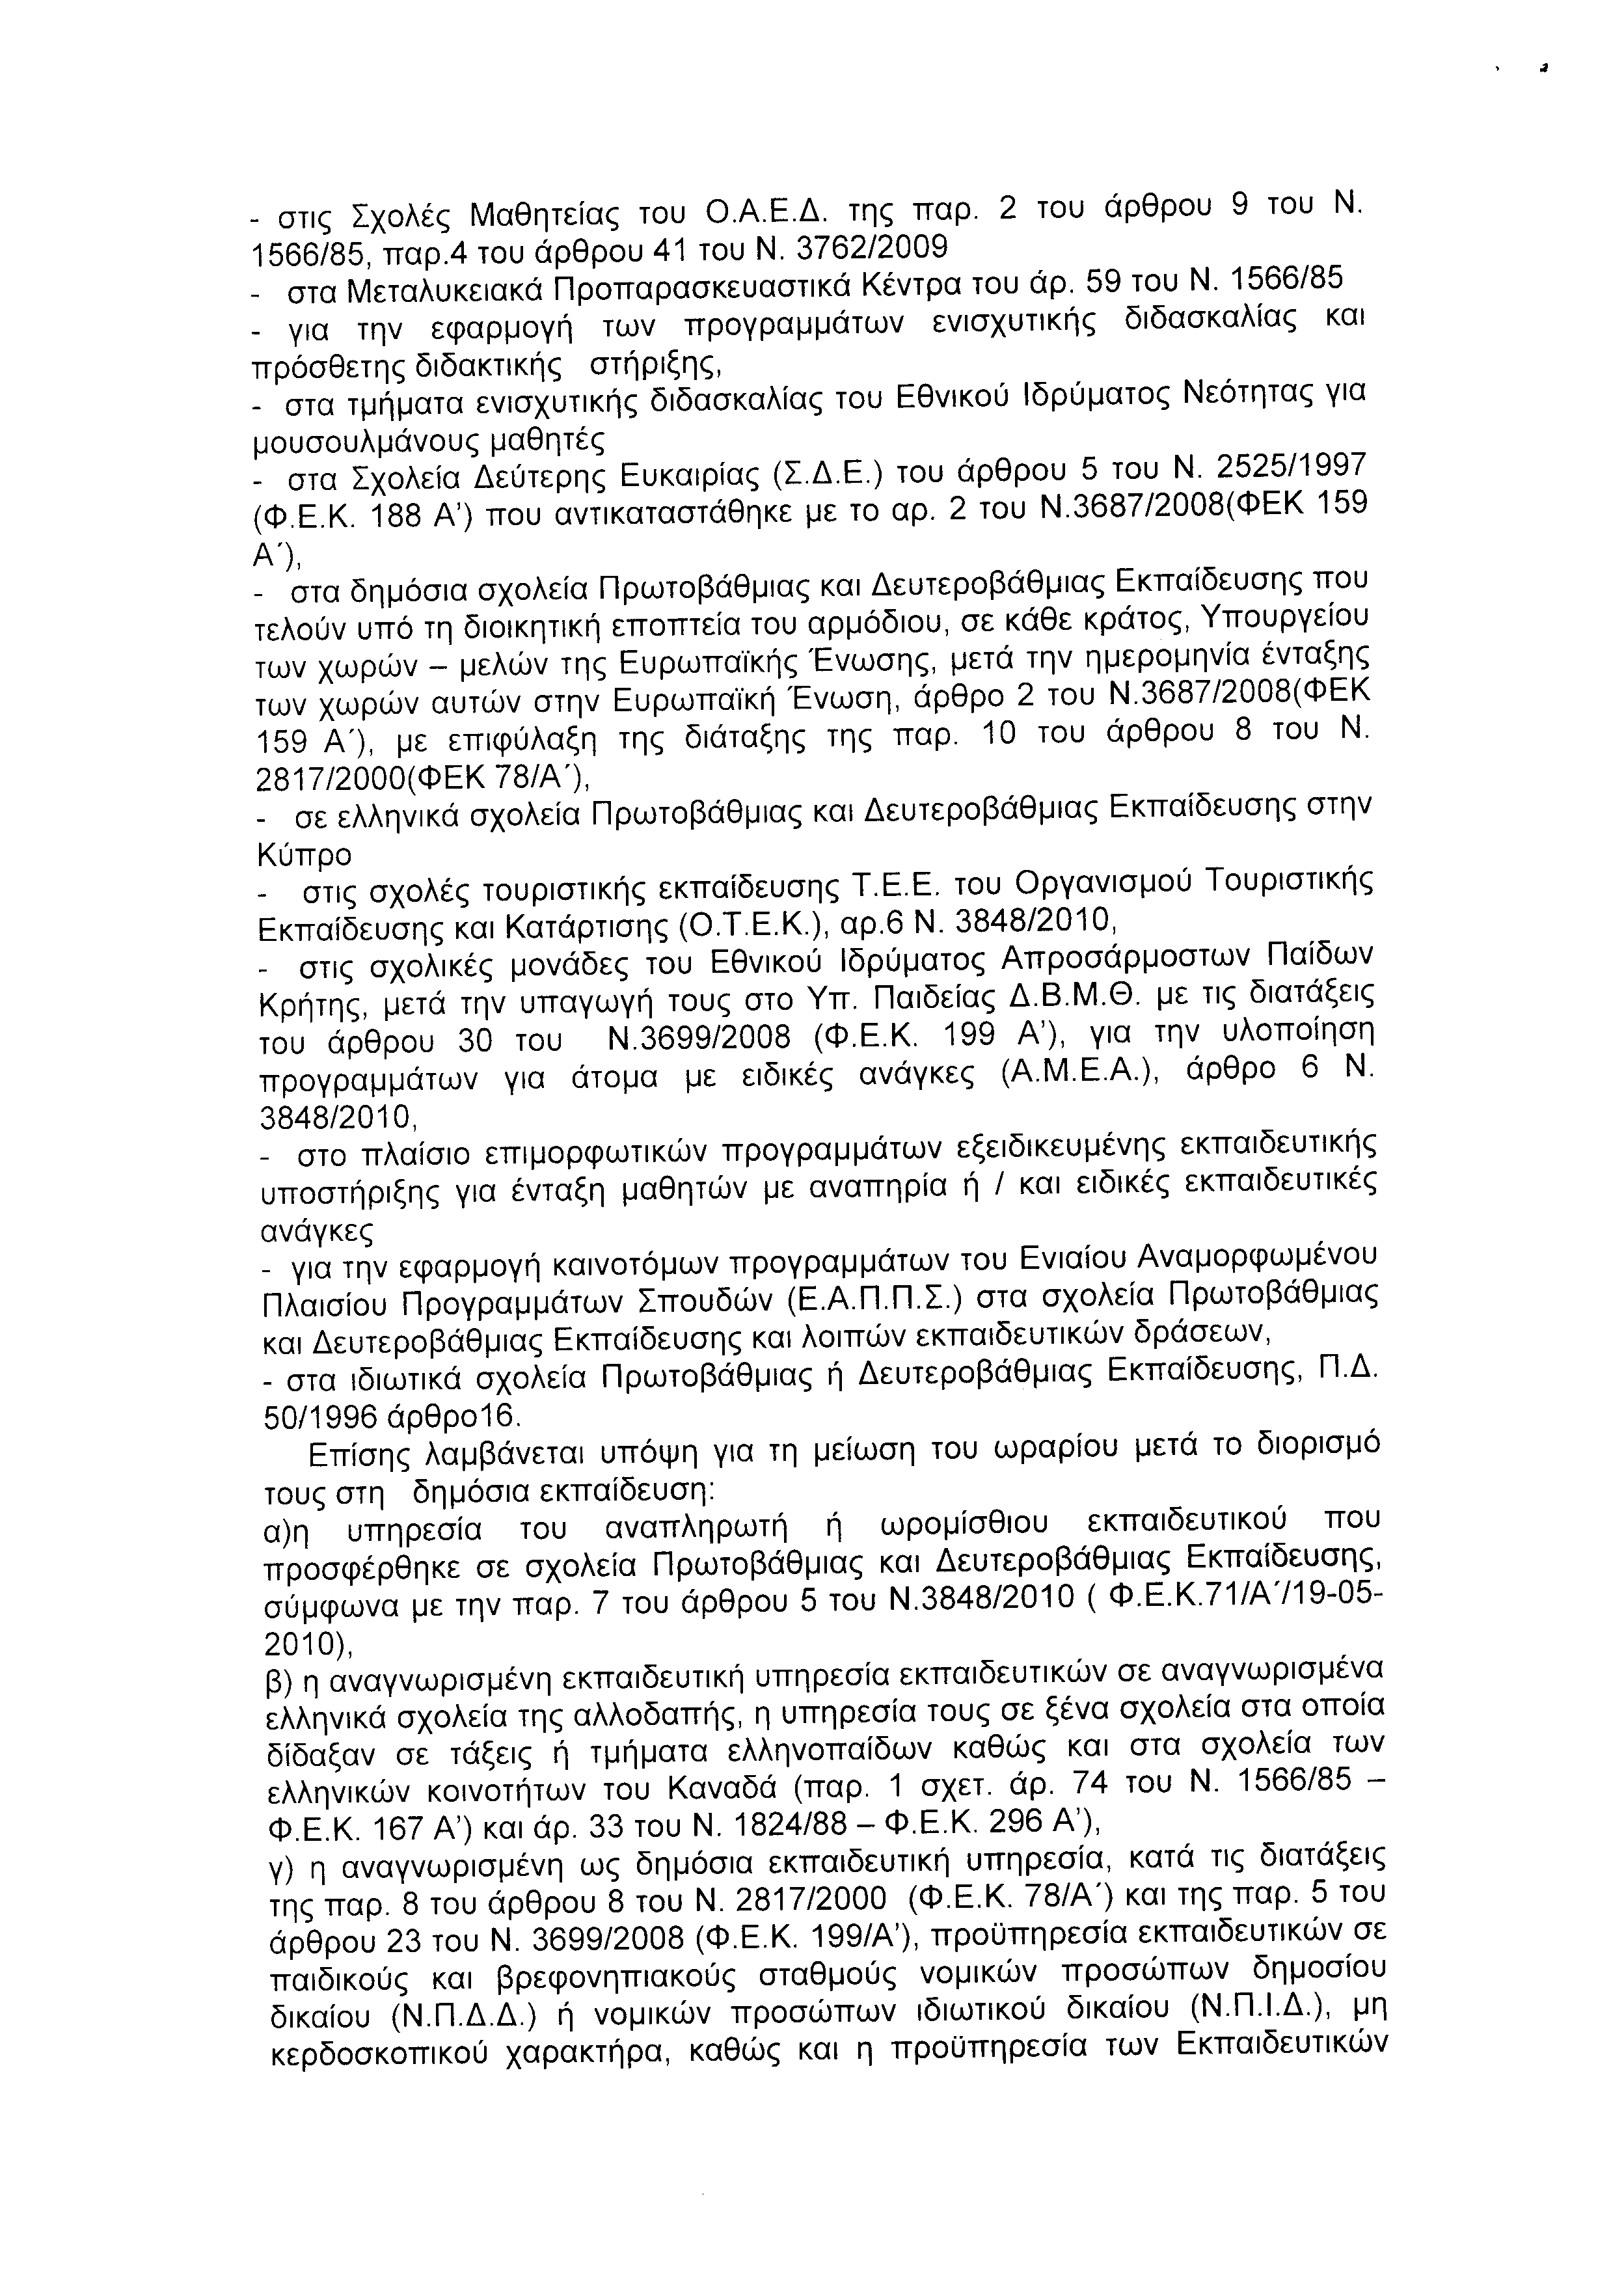 - στις Σχολές Μαθητείας του Ο.Α.Ε.Δ. της παρ. 2 του άρθρου 9 του Ν.
1566/85, παρ.4 του άρθρου 41 του Ν. 3762/2009
- στα Μεταλυκειακά Προπαρασκευαστικά Κέντρα του άρ. 59 του Ν. 1566/85
- για την εφαρμογή των προγραμμάτων ενισχυτικής διδασκαλίας και
πρόσθετης διδακτικής στήριξης,
- στα τμήματα ενισχυτικής διδασκαλίας του Εθνικού Ιδρύματος Νεότητας για
μουσουλμάνους μαθητές
- στα Σχολεία Δεύτερης Ευκαιρίας (Σ.Δ.Ε.) του άρθρου 5 του Ν. 2525/1997
(Φ.Ε.Κ. 188 Α’) που αντικαταστάθηκε με το αρ. 2 του Ν.3687/2008(ΦΕΚ 159
Α΄),
- στα δημόσια σχολεία Πρωτοβάθμιας και Δευτεροβάθμιας Εκπαίδευσης που
τελούν υπό τη διοικητική εποπτεία του αρμόδιου, σε κάθε κράτος, Υπουργείου
των χωρών – μελών της Ευρωπαϊκής Ένωσης, μετά την ημερομηνία ένταξης
των χωρών αυτών στην Ευρωπαϊκή Ένωση, άρθρο 2 του Ν.3687/2008(ΦΕΚ
159 Α΄), με επιφύλαξη της διάταξης της παρ. 10 του άρθρου 8 του Ν.
2817/2000(ΦΕΚ 78/Α΄),
- σε ελληνικά σχολεία Πρωτοβάθμιας και Δευτεροβάθμιας Εκπαίδευσης στην
Κύπρο
- στις σχολές τουριστικής εκπαίδευσης Τ.Ε.Ε. του Οργανισμού Τουριστικής
Εκπαίδευσης και Κατάρτισης (Ο.Τ.Ε.Κ.), αρ.6 Ν. 3848/2010,
- στις σχολικές μονάδες του Εθνικού Ιδρύματος Απροσάρμοστων Παίδων
Κρήτης, μετά την υπαγωγή τους στο Υπ. Παιδείας Δ.Β.Μ.Θ. με τις διατάξεις
του άρθρου 30 του Ν.3699/2008 (Φ.Ε.Κ. 199 Α’), για την υλοποίηση
προγραμμάτων για άτομα με ειδικές ανάγκες (Α.Μ.Ε.Α.), άρθρο 6 Ν.
3848/2010,
- στο πλαίσιο επιμορφωτικών προγραμμάτων εξειδικευμένης εκπαιδευτικής
υποστήριξης για ένταξη μαθητών με αναπηρία ή / και ειδικές εκπαιδευτικές
ανάγκες
- για την εφαρμογή καινοτόμων προγραμμάτων του Ενιαίου Αναμορφωμένου
Πλαισίου Προγραμμάτων Σπουδών (Ε.Α.Π.Π.Σ.) στα σχολεία Πρωτοβάθμιας
και Δευτεροβάθμιας Εκπαίδευσης και λοιπών εκπαιδευτικών δράσεων,
- στα ιδιωτικά σχολεία Πρωτοβάθμιας ή Δευτεροβάθμιας Εκπαίδευσης, Π.Δ.
50/1996 άρθρο16.
Επίσης λαμβάνεται υπόψη για τη μείωση του ωραρίου μετά το διορισμό
τους στη δημόσια εκπαίδευση:
α)η υπηρεσία του αναπληρωτή ή ωρομίσθιου εκπαιδευτικού που
προσφέρθηκε σε σχολεία Πρωτοβάθμιας και Δευτεροβάθμιας Εκπαίδευσης,
σύμφωνα με την παρ. 7 του άρθρου 5 του Ν.3848/2010 ( Φ.Ε.Κ.71/Α΄/19-05-
2010),
β) η αναγνωρισμένη εκπαιδευτική υπηρεσία εκπαιδευτικών σε αναγνωρισμένα
ελληνικά σχολεία της αλλοδαπής, η υπηρεσία τους σε ξένα σχολεία στα οποία
δίδαξαν σε τάξεις ή τμήματα ελληνοπαίδων καθώς και στα σχολεία των
ελληνικών κοινοτήτων του Καναδά (παρ. 1 σχετ. άρ. 74 του Ν. 1566/85 –
Φ.Ε.Κ. 167 Α’) και άρ. 33 του Ν. 1824/88 – Φ.Ε.Κ. 296 Α’),
γ) η αναγνωρισμένη ως δημόσια εκπαιδευτική υπηρεσία, κατά τις διατάξεις
της παρ. 8 του άρθρου 8 του Ν. 2817/2000 (Φ.Ε.Κ. 78/Α΄) και της παρ. 5 του
άρθρου 23 του Ν. 3699/2008 (Φ.Ε.Κ. 199/Α’), προϋπηρεσία εκπαιδευτικών σε
παιδικούς και βρεφονηπιακούς σταθμούς νομικών προσώπων δημοσίου
δικαίου (Ν.Π.Δ.Δ.) ή νομικών προσώπων ιδιωτικού δικαίου (Ν.Π.Ι.Δ.), μη
κερδοσκοπικού χαρακτήρα, καθώς και η προϋπηρεσία των Εκπαιδευτικών